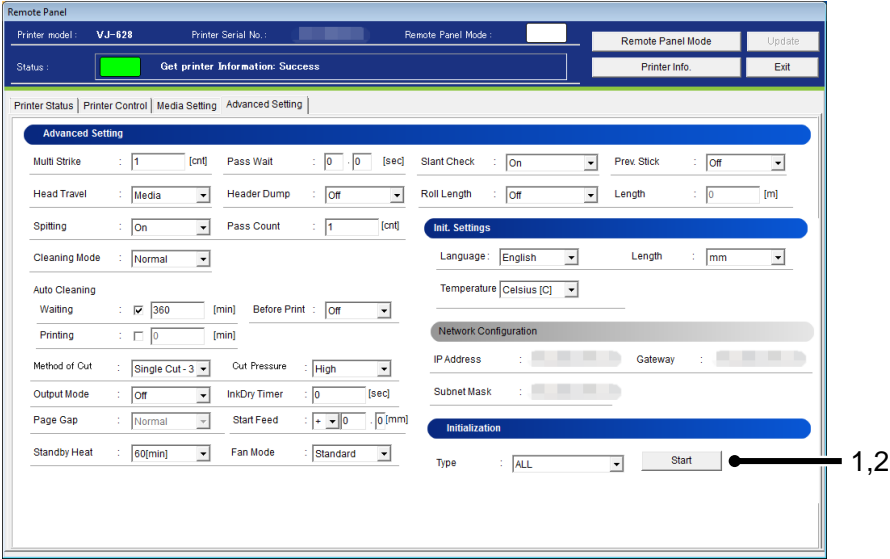 Remote Panel
Printer model : VJ-628 Printer Serial No. : Remote Panel Mode : Remote Panel Mode Update
Status : Get printer Information: Success Printer Info. Exit
Printer Status Printer Control Media Setting Advanced Setting
Advanced Setting
Multi Strike : 1 [cnt] Pass Wait : 0 . 0 [sec] Slant Check : On Prev. Stick : Off
Head Travel : Media Header Dump : Off Roll Length : Off Length : 0 [m]
Spitting : On Pass Count : 1 [cnt] Init. Settings
Cleaning Mode : Normal Language : English Length : mm
Auto Cleaning Temperature Celsius [C]
Waiting : 360 [min] Before Print : Off
Printing : 0 [min] Network Configuration
Method of Cut : Single Cut - 3 Cut Pressure : High IP Address : Gateway :
Output Mode : Off InkDry Timer : 0 [sec] Subnet Mask :
Page Gap : Normal Start Feed : + 0 . 0 [mm] Initialization
Standby Heat : 60[min] Fan Mode : Standard Type : ALL Start 1,2